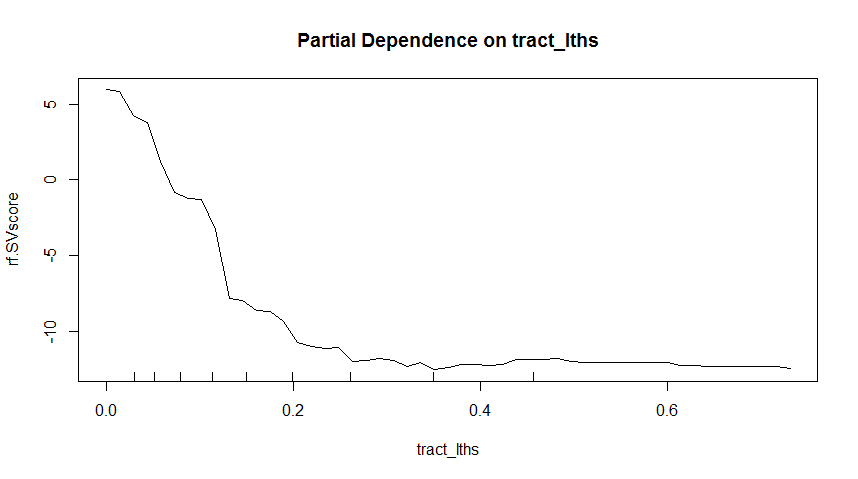 Partial Dependence on tract_lths
5
0
-5
-10
rf.SVscore
0.0 0.2 0.4 0.6
tract_lths